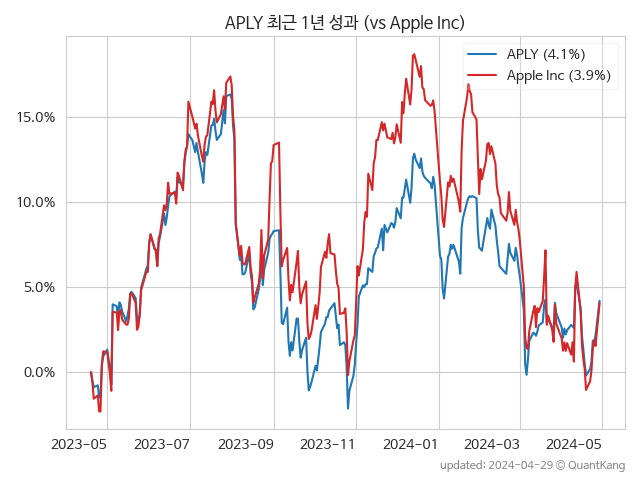 APLY 최근 1년 성과 (vs Apple Inc)
APLY (4.1%)
Apple Inc (3.9%)
15.0%
10.0%
5.0%
0.0%
2023-05 2023-07 2023-09 2023-11 2024-01 2024-03 2024-05
updated: 2024-04-29 © QuantKang